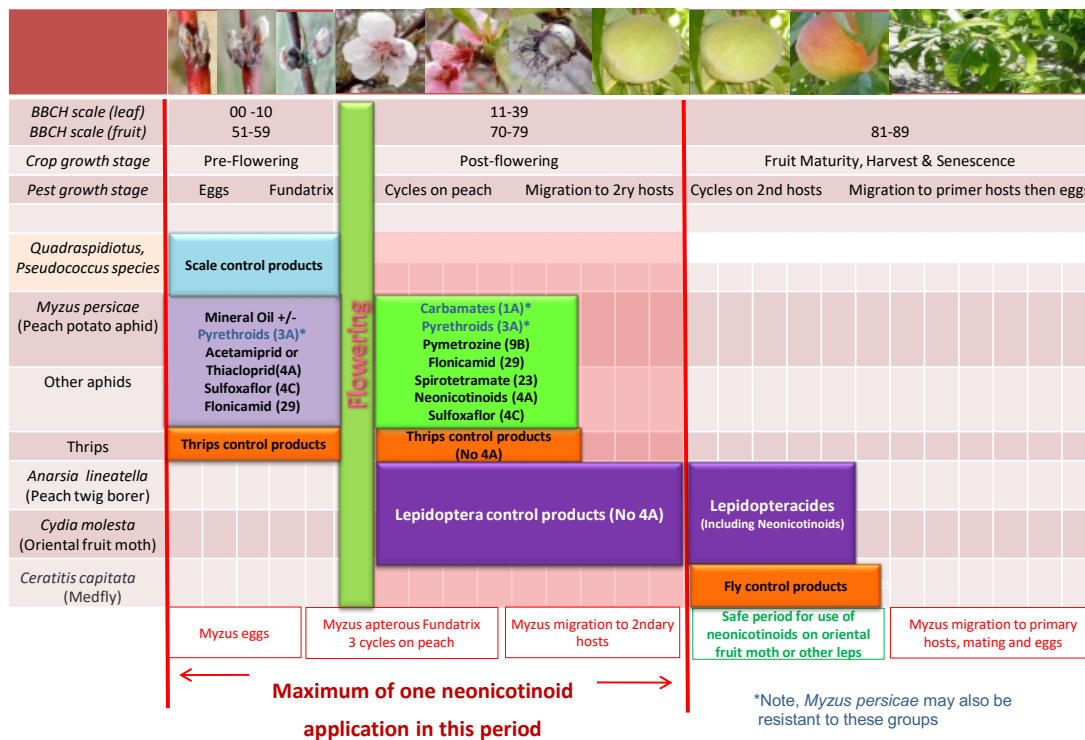 BBCH scale (leaf)
BBCH scale (fruit)
00 -10
51-59
11-39
70-79
81-89
Crop growth stage
Pre-Flowering
Post-flowering
Fruit Maturity, Harvest & Senescence
Pest growth stage
Eggs
Fundatrix
Cycles on peach
Migration to 2ry hosts
Cycles on 2nd hosts
Migration to primer hosts then eggs
Flowering
Quadraspidiotus,
Pseudococcus species
Scale control products
Myzus persicae
(Peach potato aphid)
Other aphids
Mineral Oil +/-
Pyrethroids (3A)*
Acetamiprid or
Thiacloprid(4A)
Sulfoxaflor (4C)
Flonicamid (29)
Carbamates (1A)*
Pyrethroids (3A)*
Pymetrozine (9B)
Flonicamid (29)
Spirotetramate (23)
Neonicotinoids (4A)
Sulfoxaflor (4C)
Thrips
Thrips control products
Thrips control products
(No 4A)
Anarsia lineatella
(Peach twig borer)
Cydia molesta
(Oriental fruit moth)
Lepidoptera control products (No 4A)
Lepidopteracides
(Including Neonicotinoids)
Ceratitis capitata
(Medfly)
Fly control products
Myzus eggs
Myzus apterous Fundatrix
3 cycles on peach
Myzus migration to 2ndary
hosts
Safe period for use of
neonicotinoids on oriental
fruit moth or other leps
Myzus migration to primary
hosts, mating and eggs
Maximum of one neonicotinoid
application in this period
*Note, Myzus persicae may also be
resistant to these groups